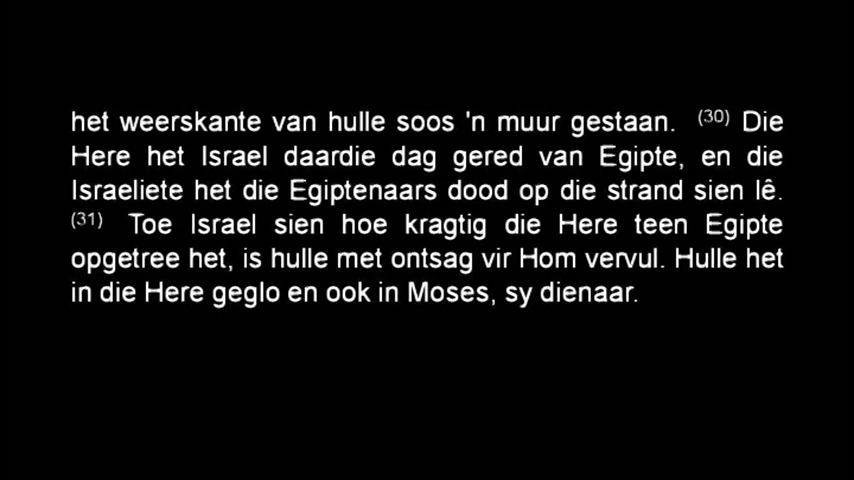 het weerskante van hulle soos 'n muur gestaan. (30) Die
Here het Israel daardie dag gered van Egipte, en die
Israeliete het die Egiptenaars dood op die strand sien lê.
(31) Toe Israel sien hoe kragtig die Here teen Egipte
opgetree het, is hulle met ontsag vir Hom vervul. Hulle het
in die Here geglo en ook in Moses, sy dienaar.